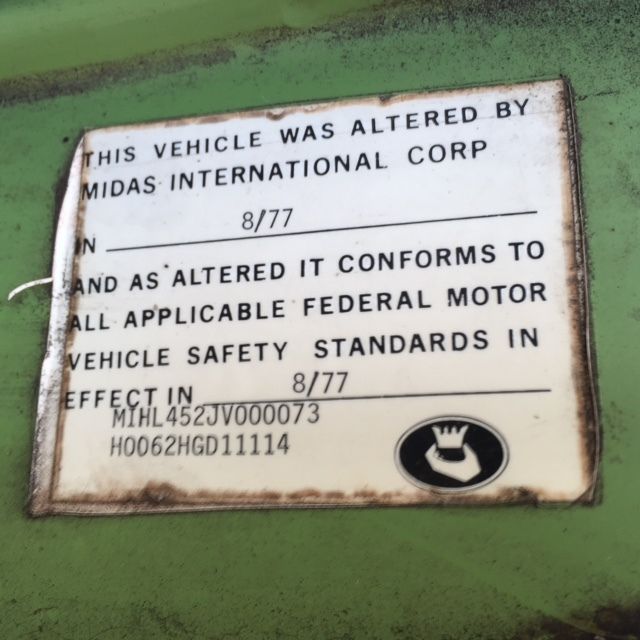 THIS VEHICLE WAS ALTERED BY
MIDAS INTERNATIONAL CORP
IN 8/77
AND AS ALTERED IT CONFORMS TO
ALL APPLICABLE FEDERAL MOTOR
VEHICLE SAFETY STANDARDS IN
EFFECT IN 8/77
MIHL452JV000073
H0062HGD11114